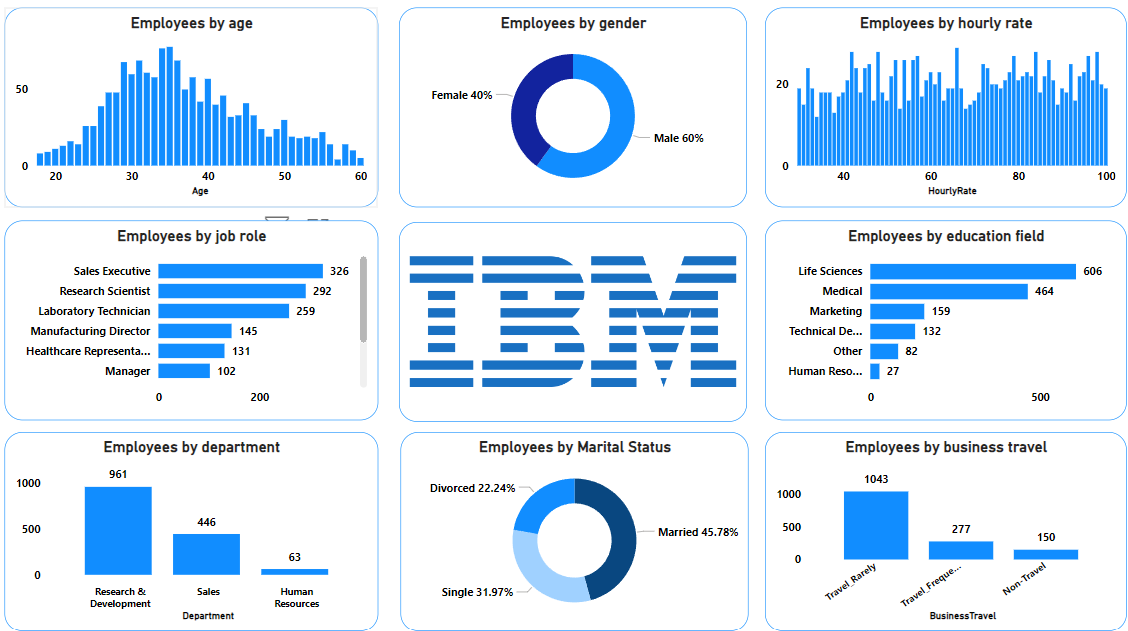 Employees by age
50
0
20
30
40
50
60
Age
Employees by gender
Female 40%
Male 60%
Employees by hourly rate
20
0
40
60
80
100
HourlyRate
Employees by job role
Sales Executive 326
Research Scientist 292
Laboratory Technician 259
Manufacturing Director 145
Healthcare Representa... 131
Manager 102
0
200
IBM
Employees by education field
Life Sciences 606
Medical 464
Marketing 159
Technical De... 132
Other 82
Human Reso... 27
0
500
Employees by department
1000
500
0
961
446
63
Research &
Development
Sales
Human
Resources
Department
Employees by Marital Status
Divorced 22.24%
Married 45.78%
Single 31.97%
Employees by business travel
1000
500
0
1043
277
150
Travel_Rarely
Travel_Freque...
Non-Travel
BusinessTravel